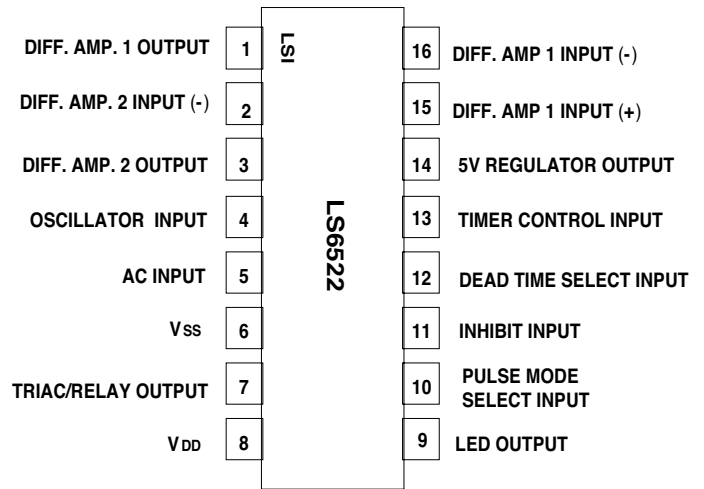 DIFF. AMP. 1 OUTPUT
1
LSI
16
DIFF. AMP 1 INPUT (-)
DIFF. AMP. 2 INPUT (-)
2
15
DIFF. AMP 1 INPUT (+)
DIFF. AMP. 2 OUTPUT
3
14
5V REGULATOR OUTPUT
OSCILLATOR INPUT
4
LS6522
13
TIMER CONTROL INPUT
AC INPUT
5
12
DEAD TIME SELECT INPUT
VSS
6
11
INHIBIT INPUT
TRIAC/RELAY OUTPUT
7
10
PULSE MODE
SELECT INPUT
VDD
8
9
LED OUTPUT